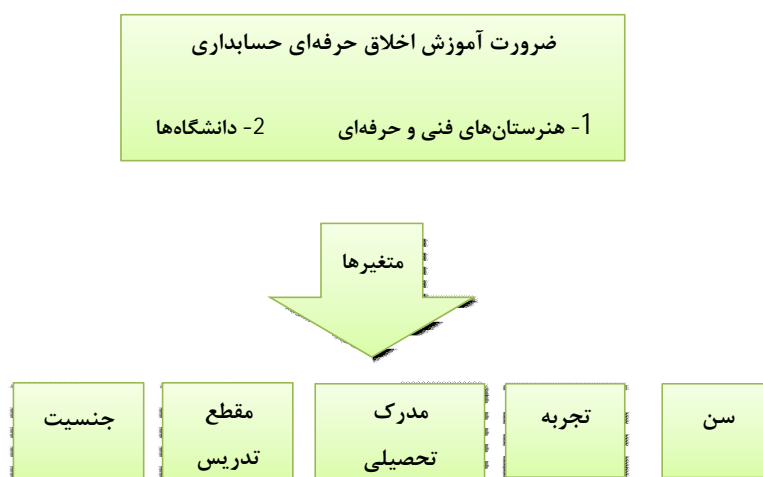 ضرورت آموزش اخلاق حرفه‌ای حسابداری
1- هنرستان‌های فنی و حرفه‌ای 2- دانشگاه‌ها
متغیرها
سن
تجربه
مدرک
تحصیلی
مقطع
تدریس
جنسیت